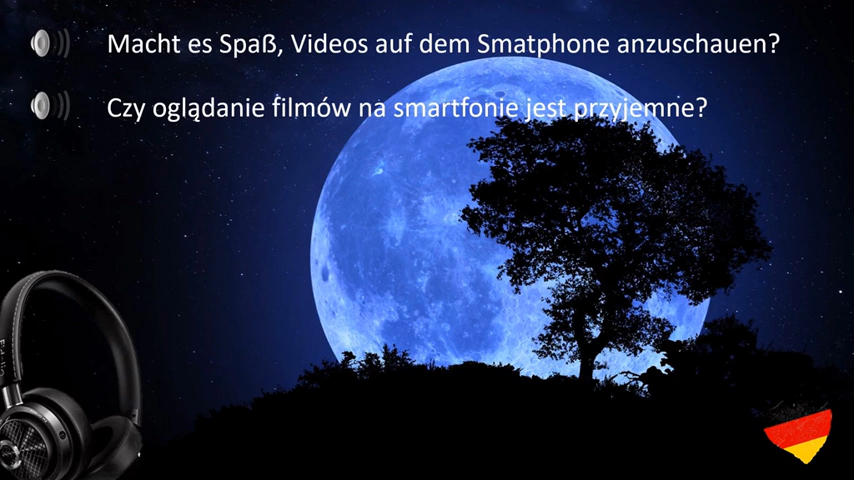 Macht es Spaß, Videos auf dem Smatphone anzuschauen?
Czy oglądanie filmów na smartfonie jest przyjemne?